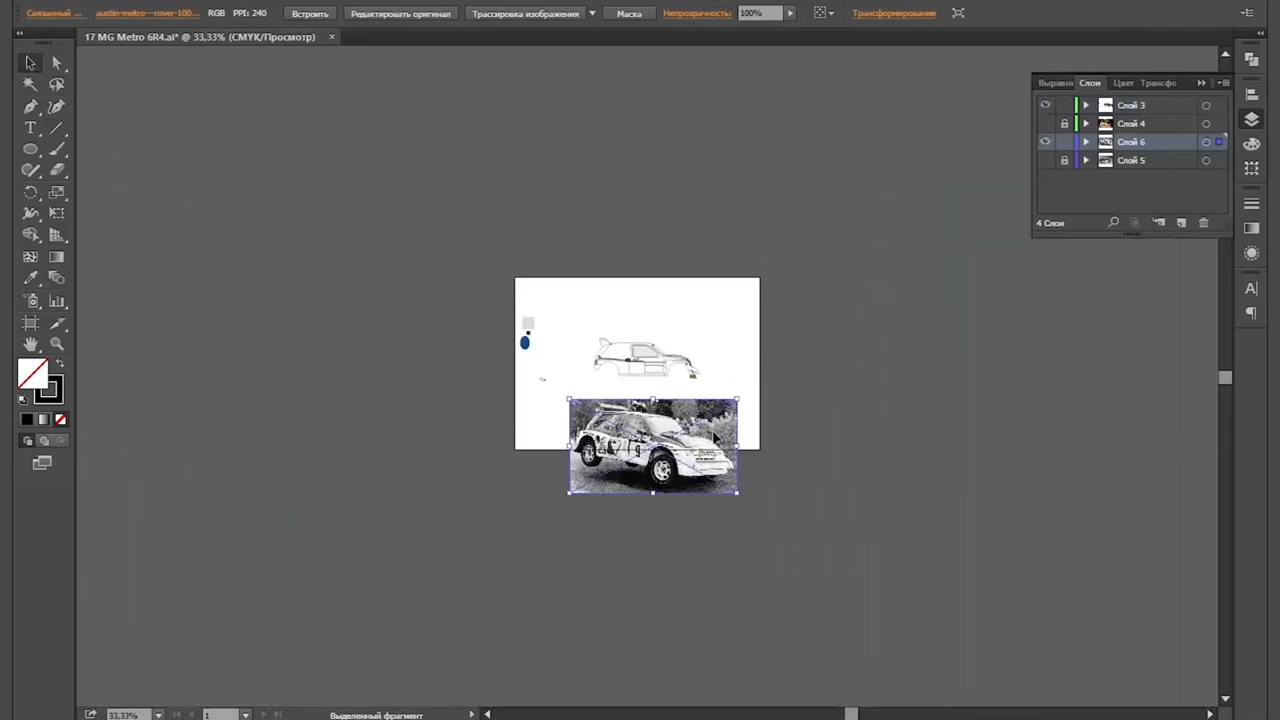 Связанный ... austin-metro---rover-100... RGB PPI: 240 Встроить Редактировать оригинал Трассировка изображения Маска Непрозрачность: 100% Трансформирование
17 MG Metro 6R4.ai* @ 33,33% (CMYK/Просмотр) ×
Выравни Слои Цвет Трансфо
Слой 3
Слой 4
Слой 6
Слой 5
4 Слои
33,33% 1 Выделенный фрагмент